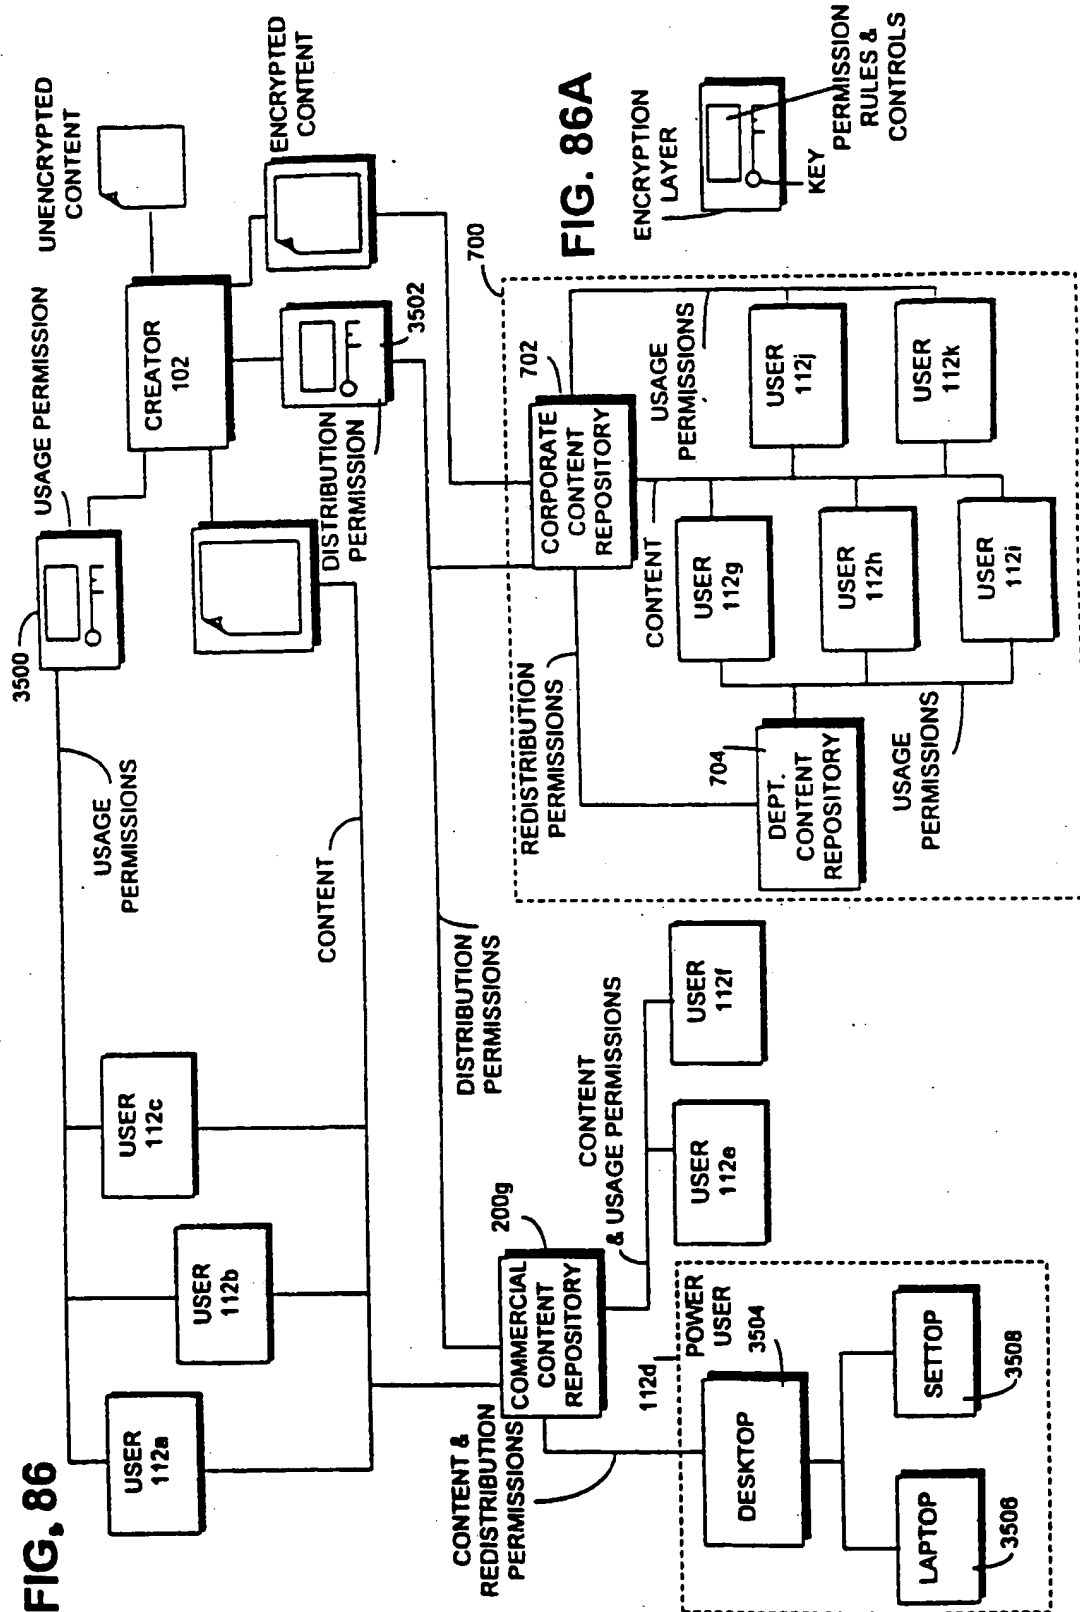 FIG. 86
UNENCRYPTED
CONTENT
USAGE PERMISSION
3500
CREATOR
102
ENCRYPTED
CONTENT
DISTRIBUTION
PERMISSION
3502
USAGE
PERMISSIONS
CONTENT
USER
112a
USER
112b
USER
112c
DISTRIBUTION
PERMISSIONS
COMMERCIAL
CONTENT
REPOSITORY
200g
CONTENT &
REDISTRIBUTION
PERMISSIONS
CONTENT
& USAGE PERMISSIONS
USER
112e
USER
112f
112d
POWER
USER
3504
DESKTOP
LAPTOP
3506
SETTOP
3508
700
702
CORPORATE
CONTENT
REPOSITORY
REDISTRIBUTION
PERMISSIONS
CONTENT
USAGE
PERMISSIONS
704
DEPT.
CONTENT
REPOSITORY
USAGE
PERMISSIONS
USER
112g
USER
112h
USER
112i
USER
112j
USER
112k
FIG. 86A
ENCRYPTION
LAYER
KEY
PERMISSION
RULES &
CONTROLS